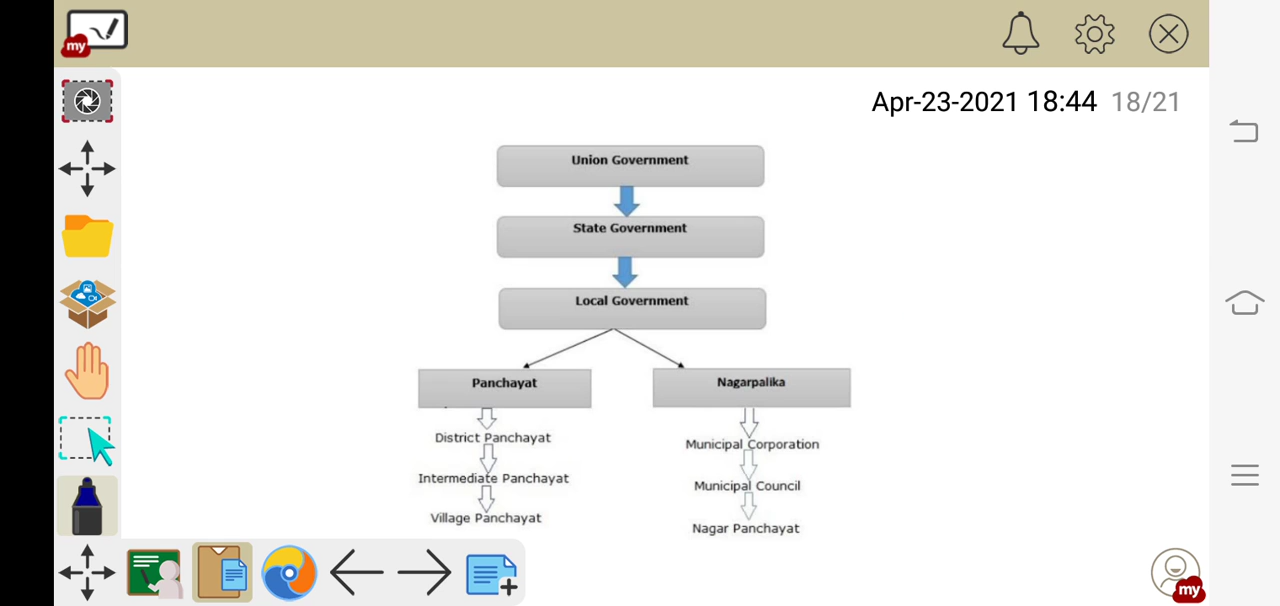 my
Apr-23-2021 18:44 18/21
Union Government
State Government
Local Government
Panchayat
District Panchayat
Intermediate Panchayat
Village Panchayat
Nagarpalika
Municipal Corporation
Municipal Council
Nagar Panchayat
my